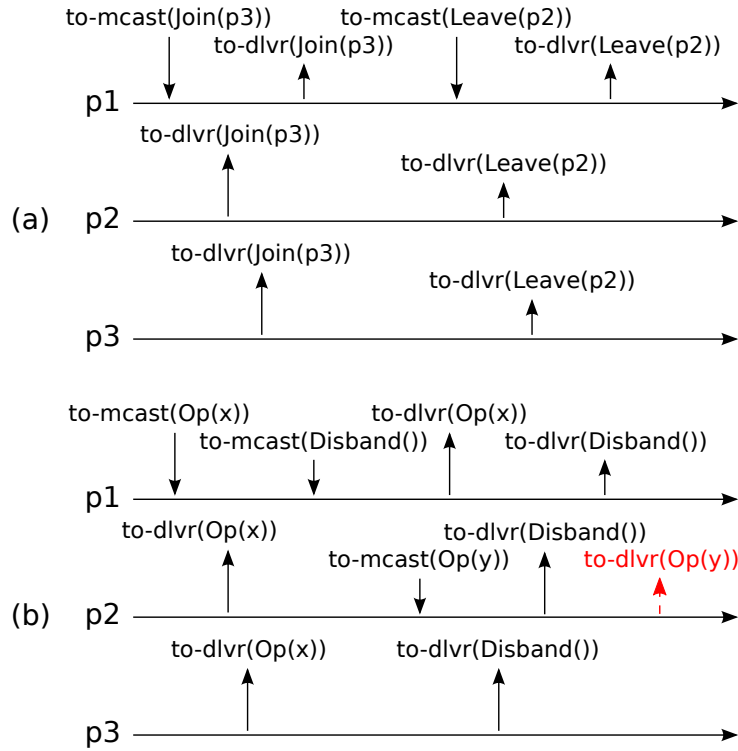 to-mcast(Join(p3)) to-mcast(Leave(p2))
to-dlvr(Join(p3)) to-dlvr(Leave(p2))
p1
to-dlvr(Join(p3))
to-dlvr(Leave(p2))
(a) p2
to-dlvr(Join(p3))
to-dlvr(Leave(p2))
p3
to-mcast(Op(x)) to-dlvr(Op(x))
to-mcast(Disband()) to-dlvr(Disband())
p1
to-dlvr(Op(x)) to-dlvr(Disband())
to-mcast(Op(y)) to-dlvr(Op(y))
(b) p2
to-dlvr(Op(x)) to-dlvr(Disband())
p3